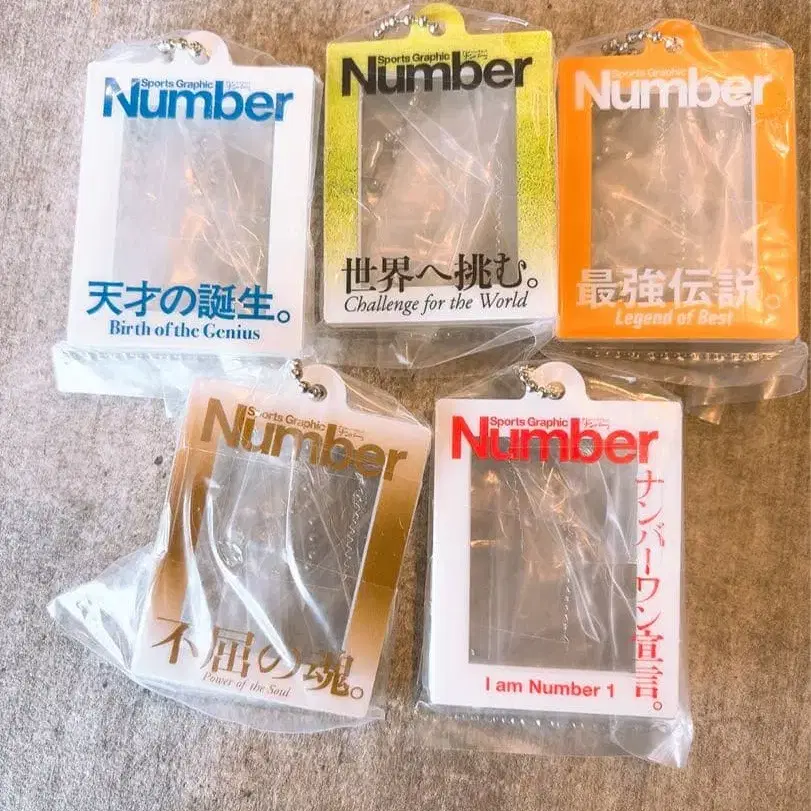 Sports Graphic
Number
天才の誕生。
Birth of the Genius
Sports Graphic
Number
世界へ挑む。
Challenge for the World
Sports Graphic
Number
最強伝説。
Legend of Best
Sports Graphic
Number
不屈の魂。
Power of the Soul
Sports Graphic
Number
ナンバーワン宣言。
I am Number 1